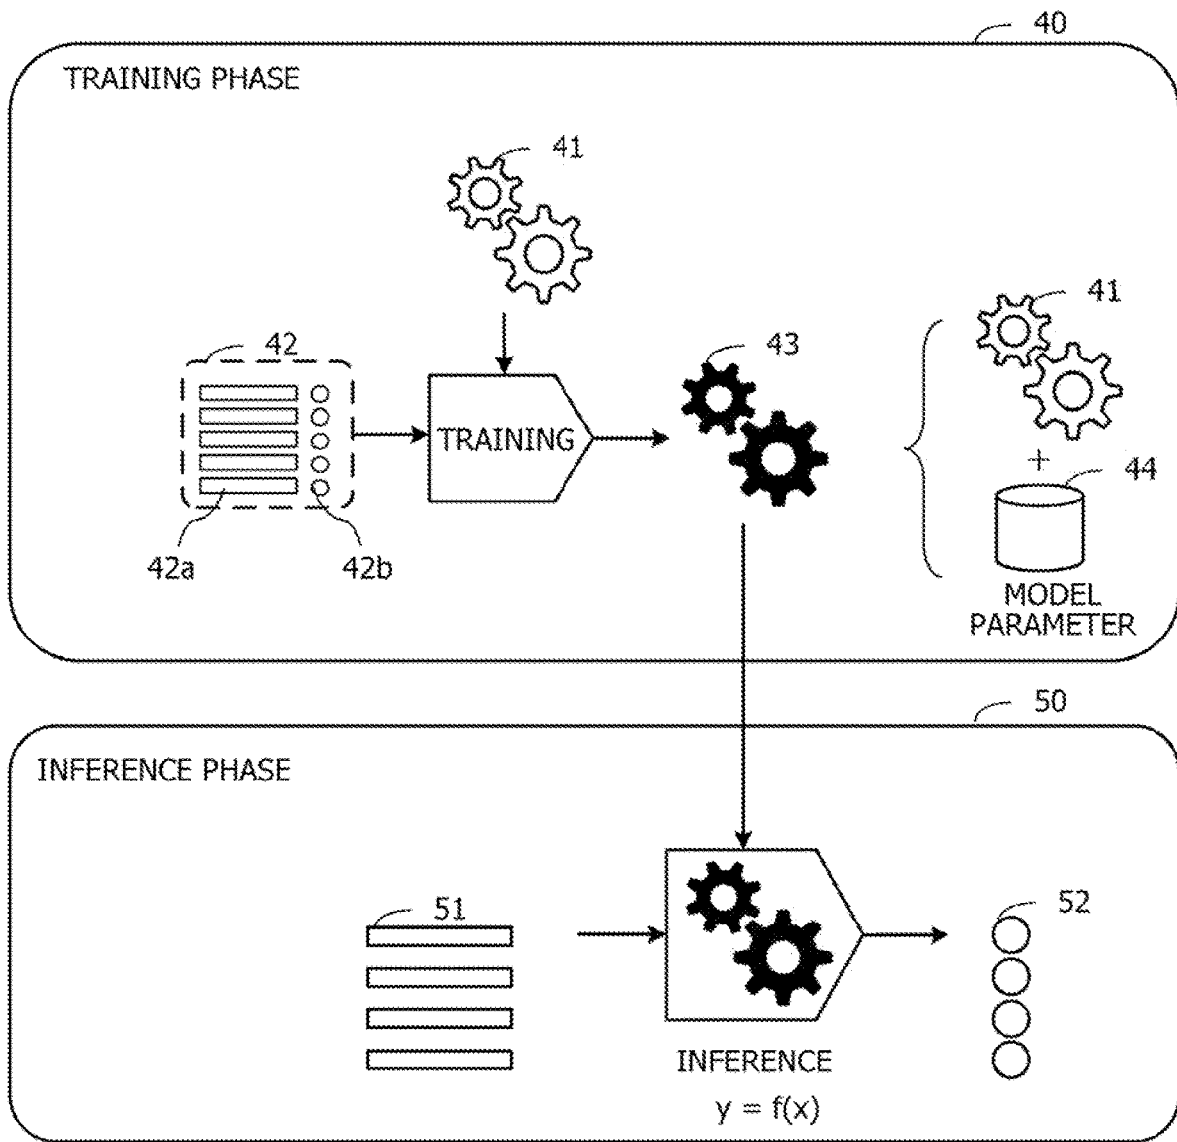 40
TRAINING PHASE
41
41
42
43
TRAINING
+
44
42a
42b
MODEL
PARAMETER
50
INFERENCE PHASE
51
52
INFERENCE
y = f(x)